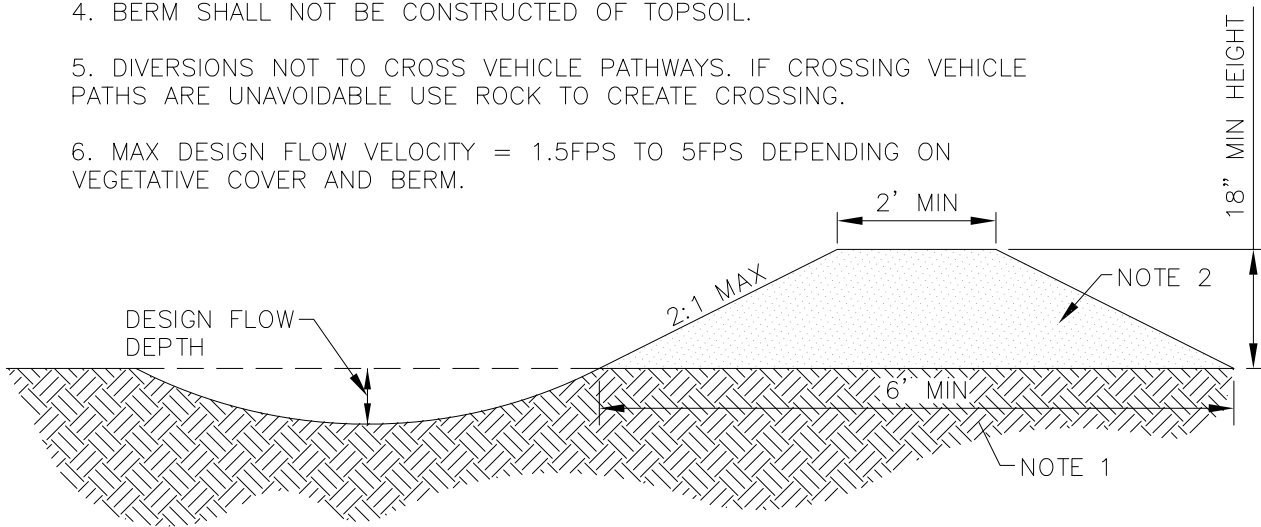 4. BERM SHALL NOT BE CONSTRUCTED OF TOPSOIL.
5. DIVERSIONS NOT TO CROSS VEHICLE PATHWAYS. IF CROSSING VEHICLE
PATHS ARE UNAVOIDABLE USE ROCK TO CREATE CROSSING.
6. MAX DESIGN FLOW VELOCITY = 1.5FPS TO 5FPS DEPENDING ON
VEGETATIVE COVER AND BERM.
18" MIN HEIGHT
2' MIN
2:1 MAX
NOTE 2
DESIGN FLOW
DEPTH
6' MIN
NOTE 1